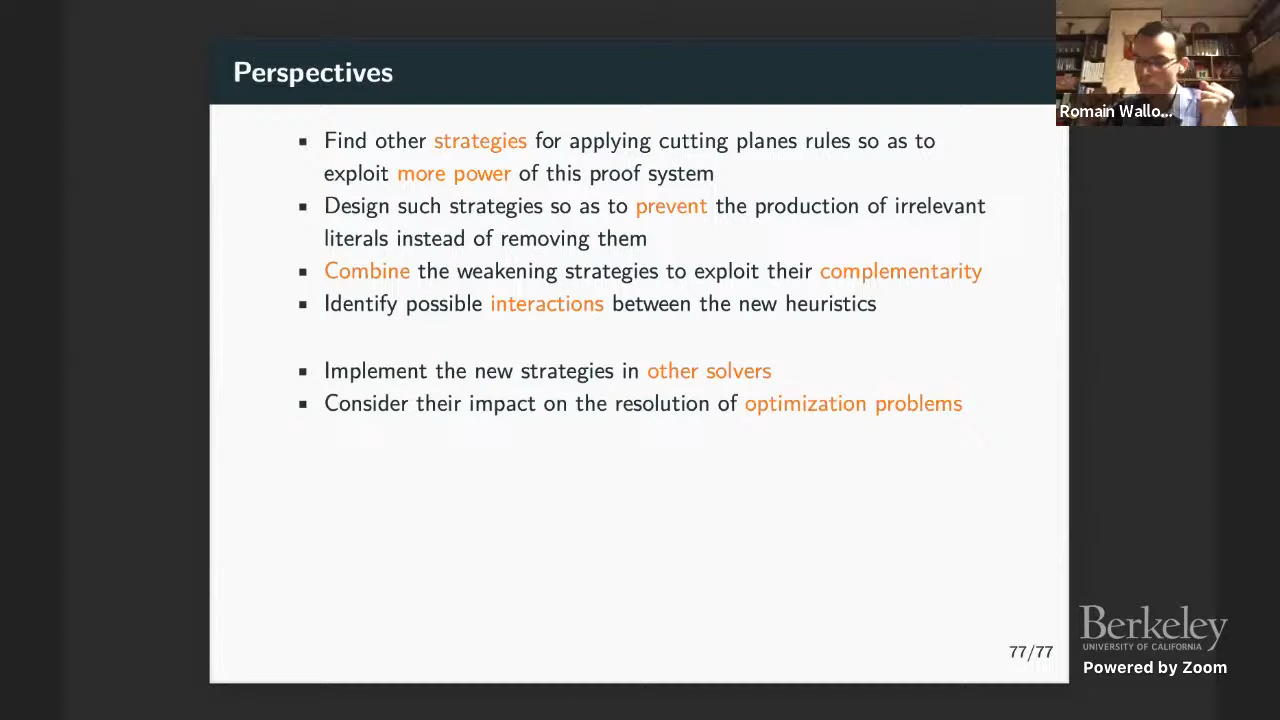 Perspectives
Romain Wallo...
▪ Find other strategies for applying cutting planes rules so as to
exploit more power of this proof system
▪ Design such strategies so as to prevent the production of irrelevant
literals instead of removing them
▪ Combine the weakening strategies to exploit their complementarity
▪ Identify possible interactions between the new heuristics
▪ Implement the new strategies in other solvers
▪ Consider their impact on the resolution of optimization problems
77/77
Berkeley
UNIVERSITY OF CALIFORNIA
Powered by Zoom